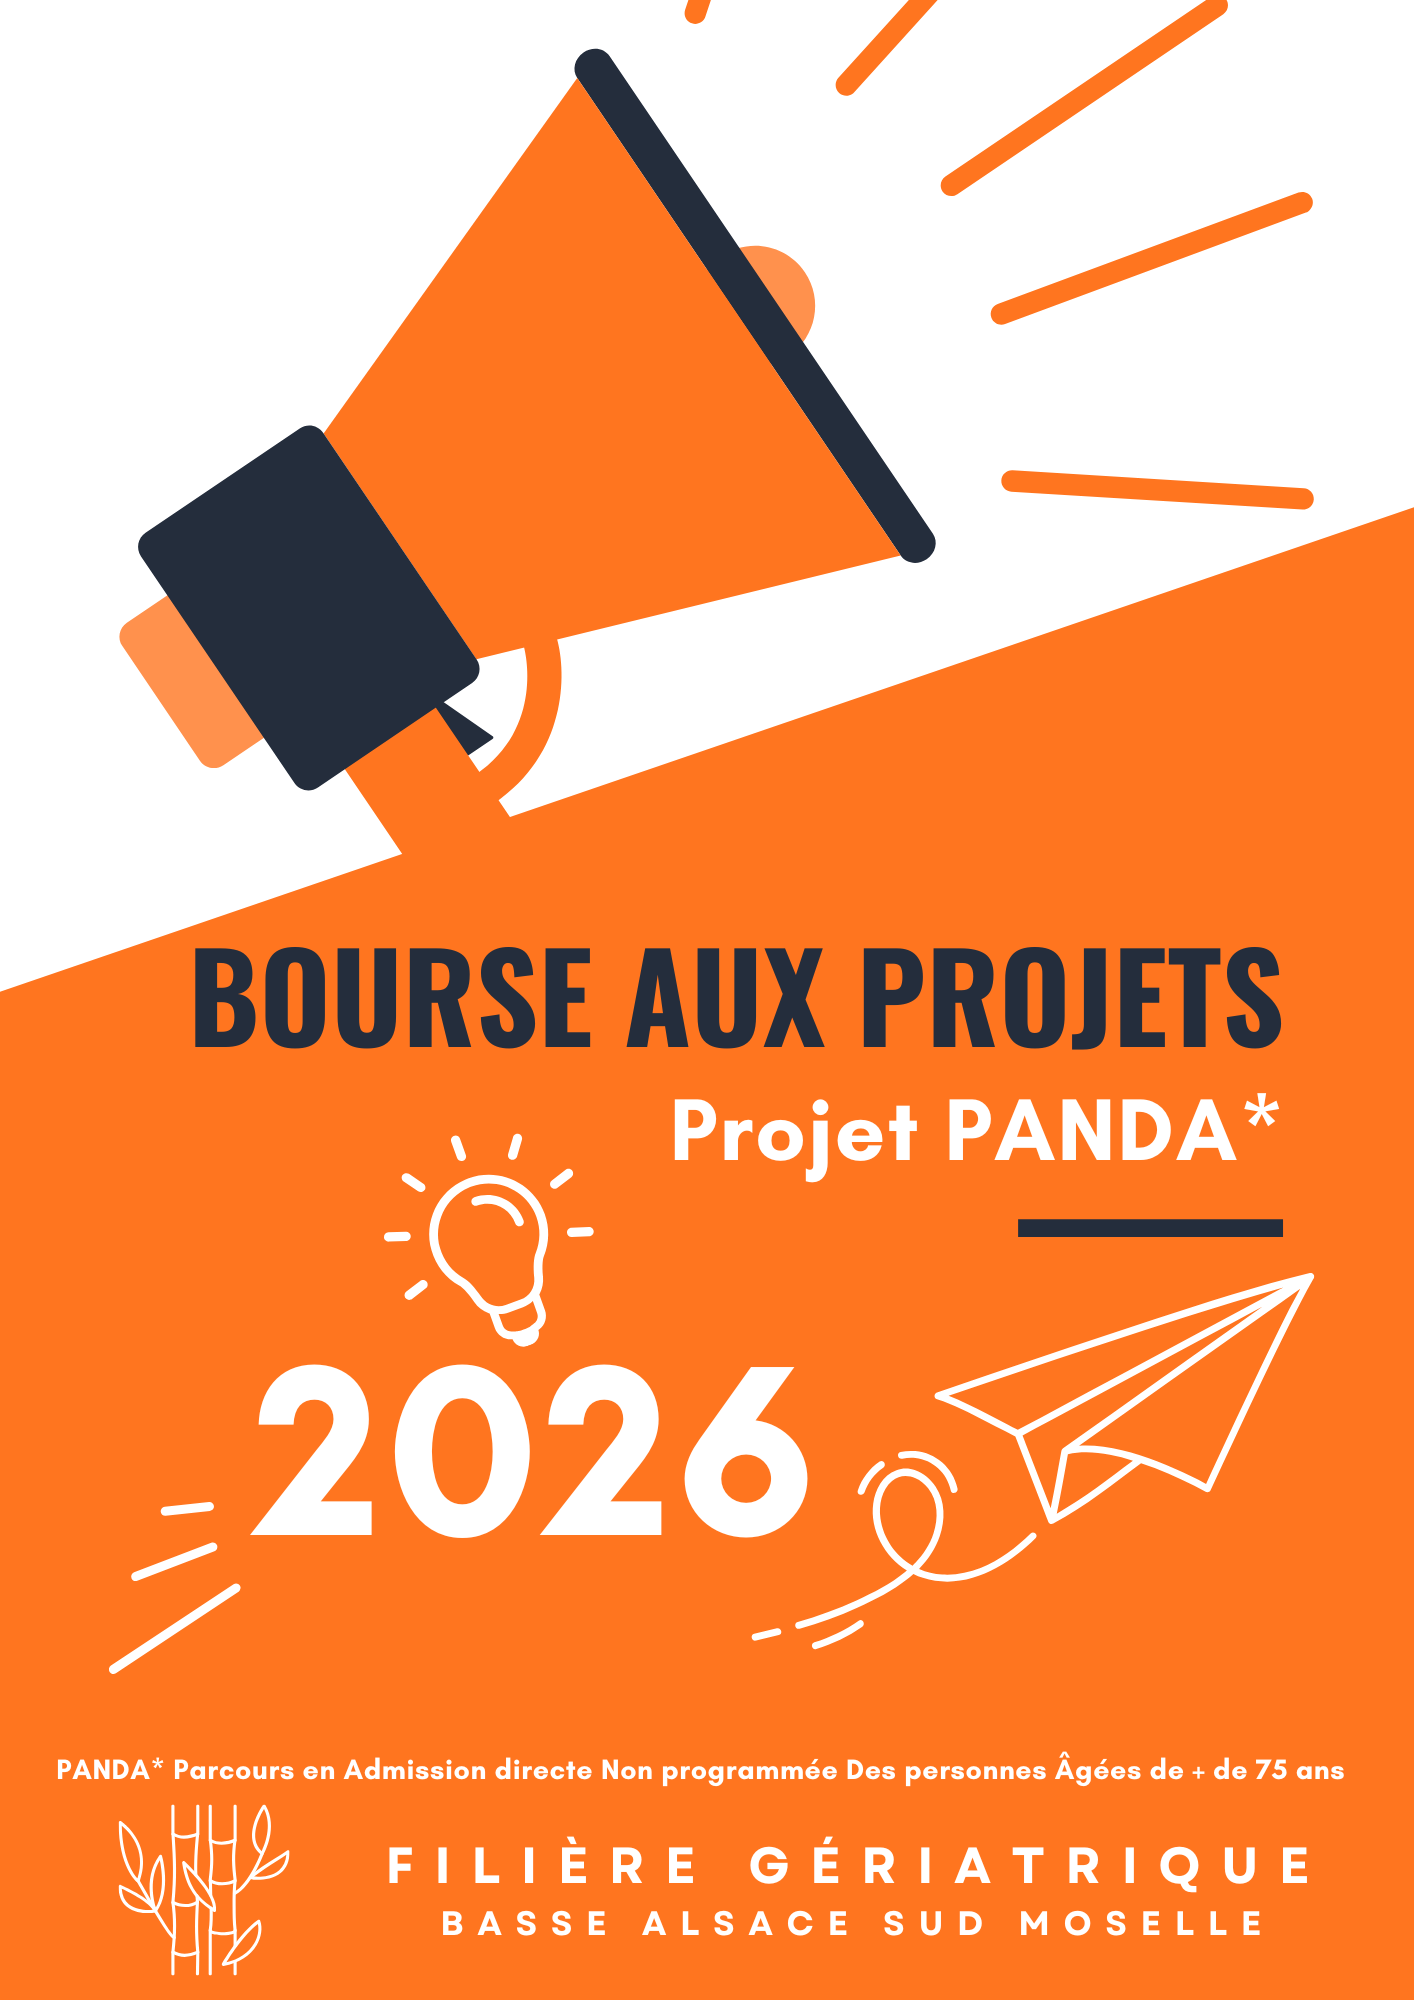 BOURSE AUX PROJETS
Projet PANDA*
2026
PANDA* Parcours en Admission directe Non programmée Des personnes Âgées de + de 75 ans
FILIÈRE GÉRIATRIQUE
BASSE ALSACE SUD MOSELLE